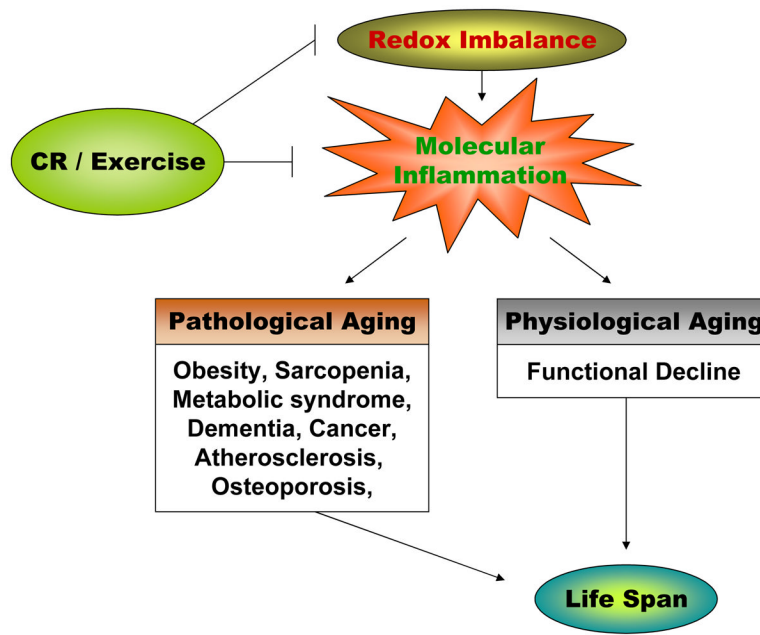 Redox Imbalance
CR / Exercise
Molecular
Inflammation
Pathological Aging
Obesity, Sarcopenia,
Metabolic syndrome,
Dementia, Cancer,
Atherosclerosis,
Osteoporosis,
Physiological Aging
Functional Decline
Life Span